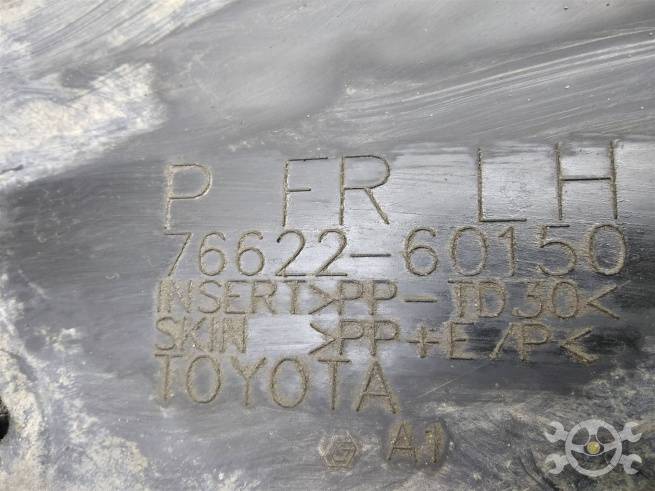 P FR LH
76622-60150
INSERT>PP-TD30<
SKIN >PP+E/P<
TOYOTA
G A1